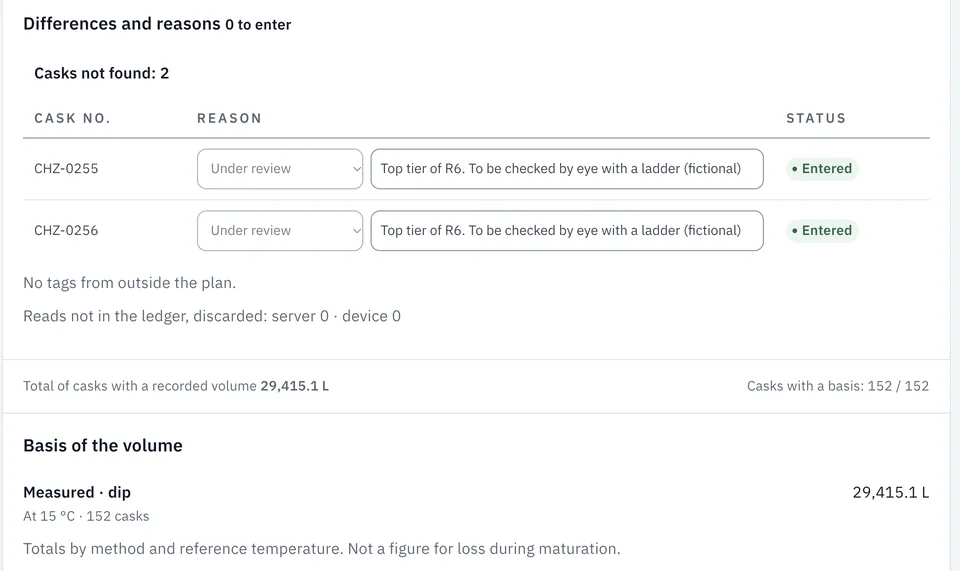 Differences and reasons 0 to enter
Casks not found: 2
CASK NO. REASON STATUS
CHZ-0255 Under review Top tier of R6. To be checked by eye with a ladder (fictional) • Entered
CHZ-0256 Under review Top tier of R6. To be checked by eye with a ladder (fictional) • Entered
No tags from outside the plan.
Reads not in the ledger, discarded: server 0 · device 0
Total of casks with a recorded volume 29,415.1 L Casks with a basis: 152 / 152
Basis of the volume
Measured · dip 29,415.1 L
At 15 °C · 152 casks
Totals by method and reference temperature. Not a figure for loss during maturation.